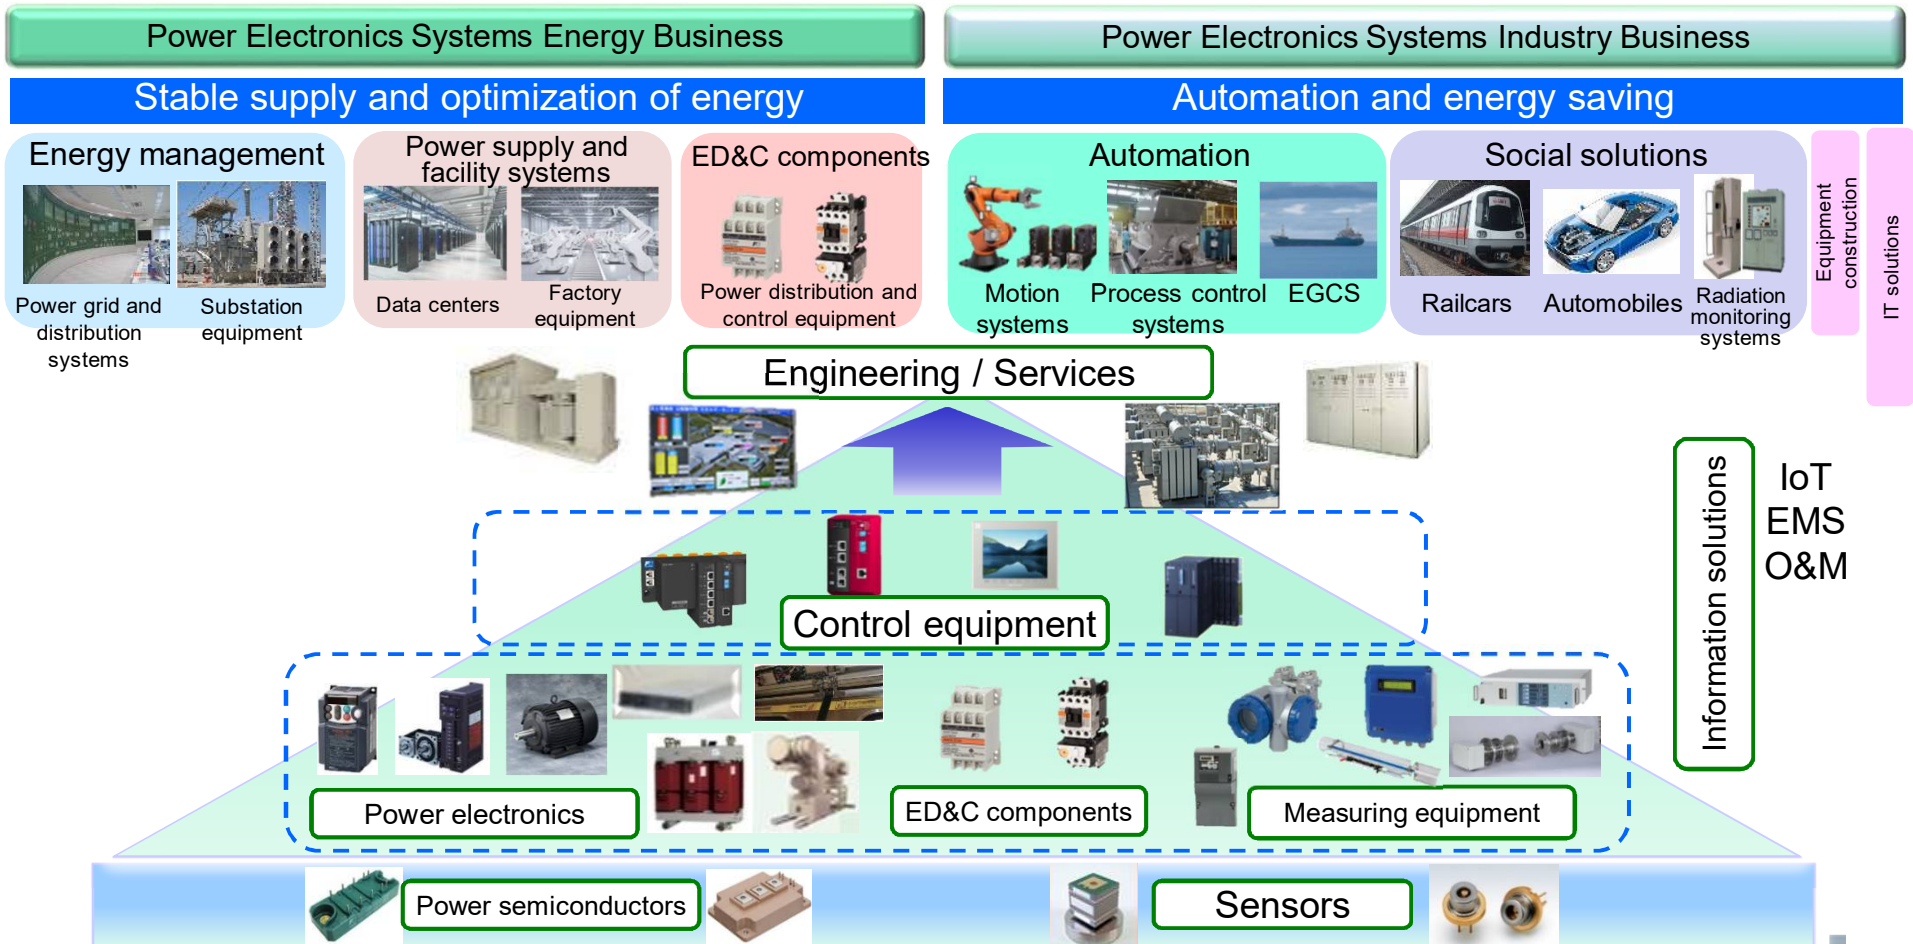 Power Electronics Systems Energy Business
Power Electronics Systems Industry Business
Stable supply and optimization of energy
Automation and energy saving
Energy management
Power grid and
distribution
systems
Substation
equipment
Power supply and
facility systems
Data centers
Factory
equipment
ED&C components
Power distribution and
control equipment
Automation
Motion
systems
Process control
systems
EGCS
Social solutions
Railcars
Automobiles
Radiation
monitoring
systems
Equipment
construction
IT solutions
Engineering / Services
Information solutions
IoT
EMS
O&M
Control equipment
Power electronics
ED&C components
Measuring equipment
Power semiconductors
Sensors